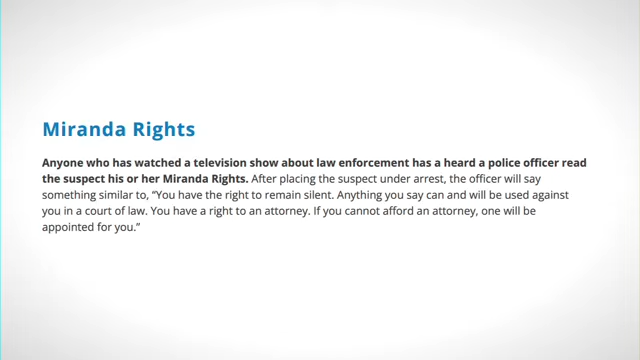 Miranda Rights
Anyone who has watched a television show about law enforcement has a heard a police officer read
the suspect his or her Miranda Rights. After placing the suspect under arrest, the officer will say
something similar to, “You have the right to remain silent. Anything you say can and will be used against
you in a court of law. You have a right to an attorney. If you cannot afford an attorney, one will be
appointed for you.”